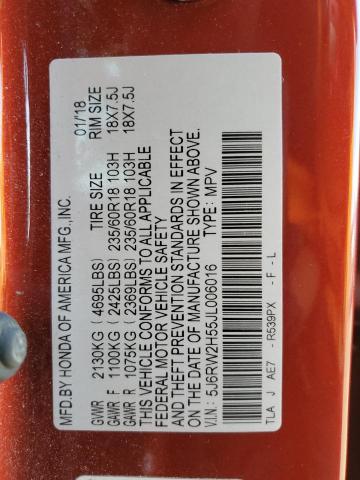 MFD.BY HONDA OF AMERICA MFG.,INC. 01/18
TIRE SIZE RIM SIZE
GVWR 2130KG (4695LBS)
GAWR F 1100KG (2425LBS) 235/60R18 103H 18X7.5J
GAWR R 1075KG (2369LBS) 235/60R18 103H 18X7.5J
THIS VEHICLE CONFORMS TO ALL APPLICABLE
FEDERAL MOTOR VEHICLE SAFETY
AND THEFT PREVENTION STANDARDS IN EFFECT
ON THE DATE OF MANUFACTURE SHOWN ABOVE.
V.I.N.: 5J6RW2H55JL006016 TYPE: MPV
TLA J AE7 - R539PX - F - L